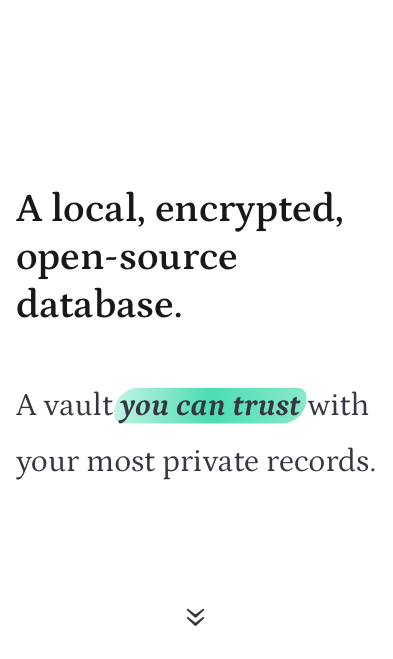 A local, encrypted,
open-source
database.
A vault you can trust with
your most private records.